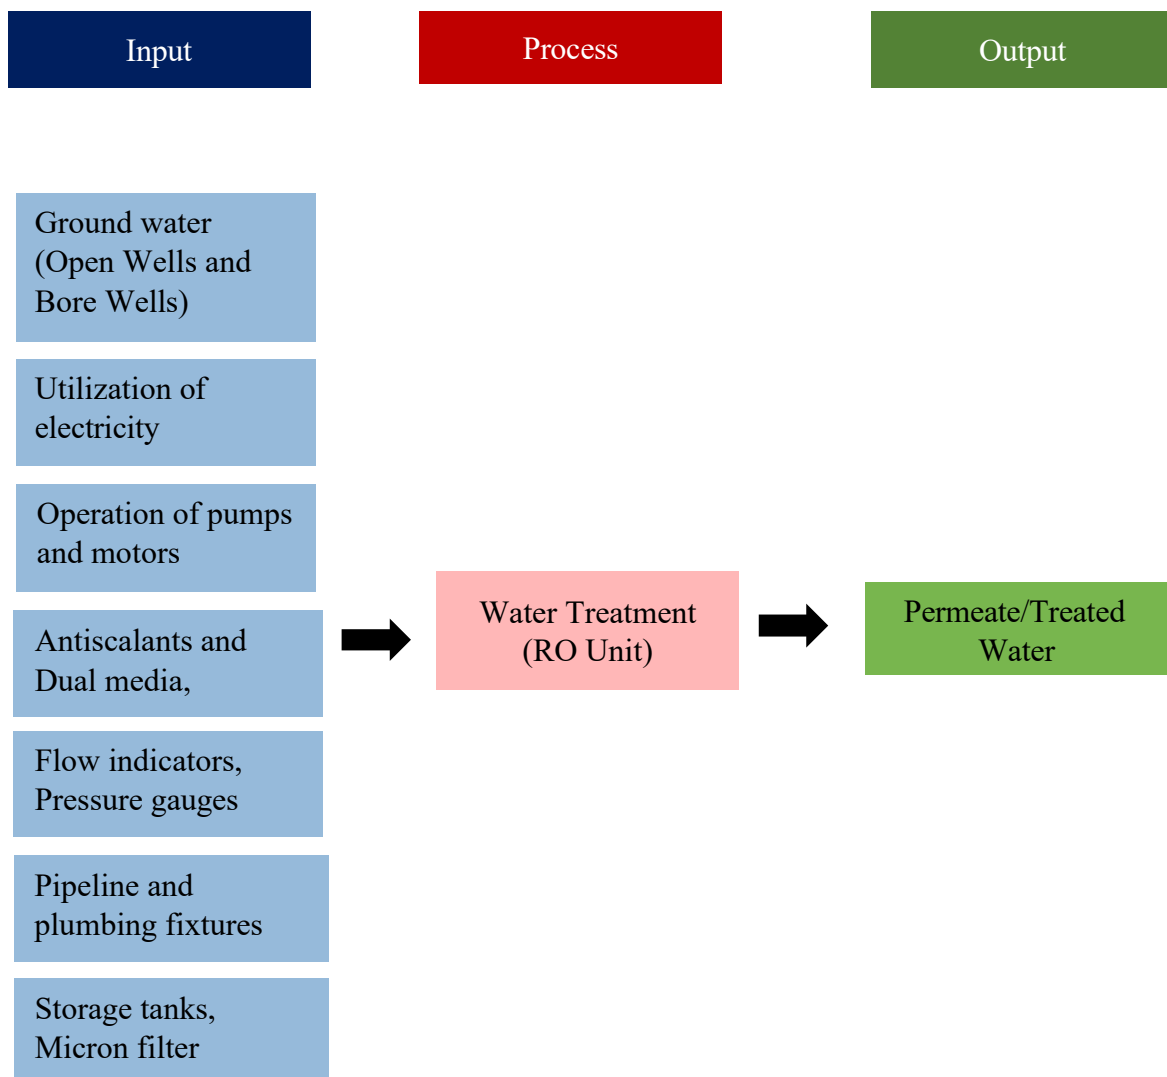 Input
Process
Output
Ground water
(Open Wells and
Bore Wells)
Utilization of
electricity
Operation of pumps
and motors
Antiscalants and
Dual media,
Flow indicators,
Pressure gauges
Pipeline and
plumbing fixtures
Storage tanks,
Micron filter
Water Treatment
(RO Unit)
Permeate/Treated
Water